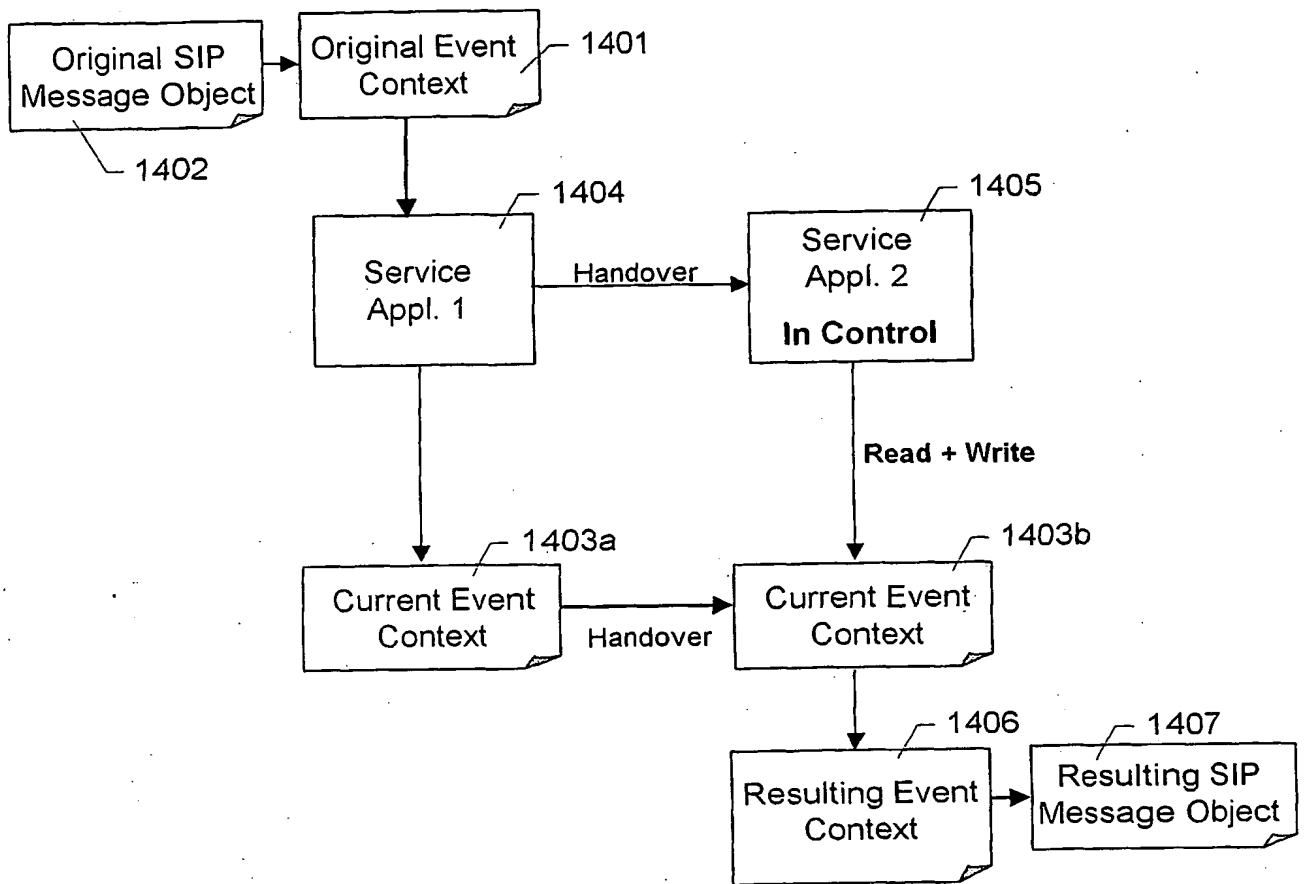 Original SIP
Message Object
1402
Original Event
Context
1401
1404
Service
Appl. 1
Handover
1405
Service
Appl. 2
In Control
Read + Write
1403a
Current Event
Context
Handover
1403b
Current Event
Context
1406
Resulting Event
Context
1407
Resulting SIP
Message Object